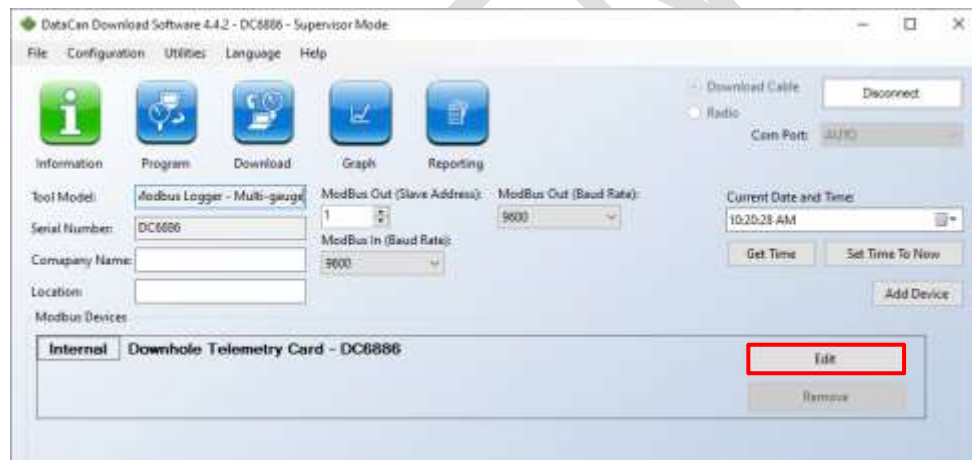 DataCan Download Software 4.4.2 - DC6886 - Supervisor Mode
File Configuration Utilities Language Help
Download Cable
Disconnect
Radio
Com Port:
AUTO
Information Program Download Graph Reporting
Tool Model:
Modbus Logger - Multi-gauge
ModBus Out (Slave Address):
ModBus Out (Baud Rate):
Current Date and Time:
1
9600
10:20:28 AM
Serial Number:
DC6886
ModBus In (Baud Rate):
9600
Get Time
Set Time To Now
Comapany Name:
Location:
Add Device
Modbus Devices
Internal Downhole Telemetry Card - DC6886
Edit
Remove